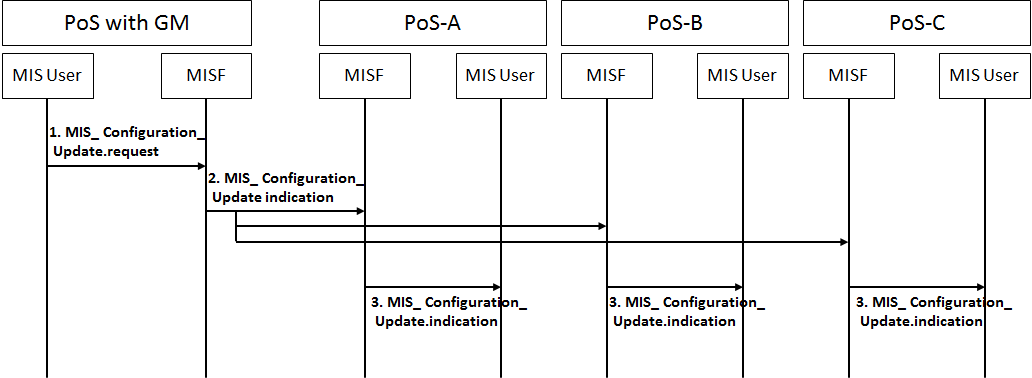 PoS with GM
PoS-A
PoS-B
PoS-C
MIS User
MISF
MISF
MIS User
MISF
MIS User
MISF
MIS User
1. MIS_ Configuration_
Update.request
2. MIS_ Configuration_
Update indication
3. MIS_ Configuration_
Update.indication
3. MIS_ Configuration_
Update.indication
3. MIS_ Configuration_
Update.indication